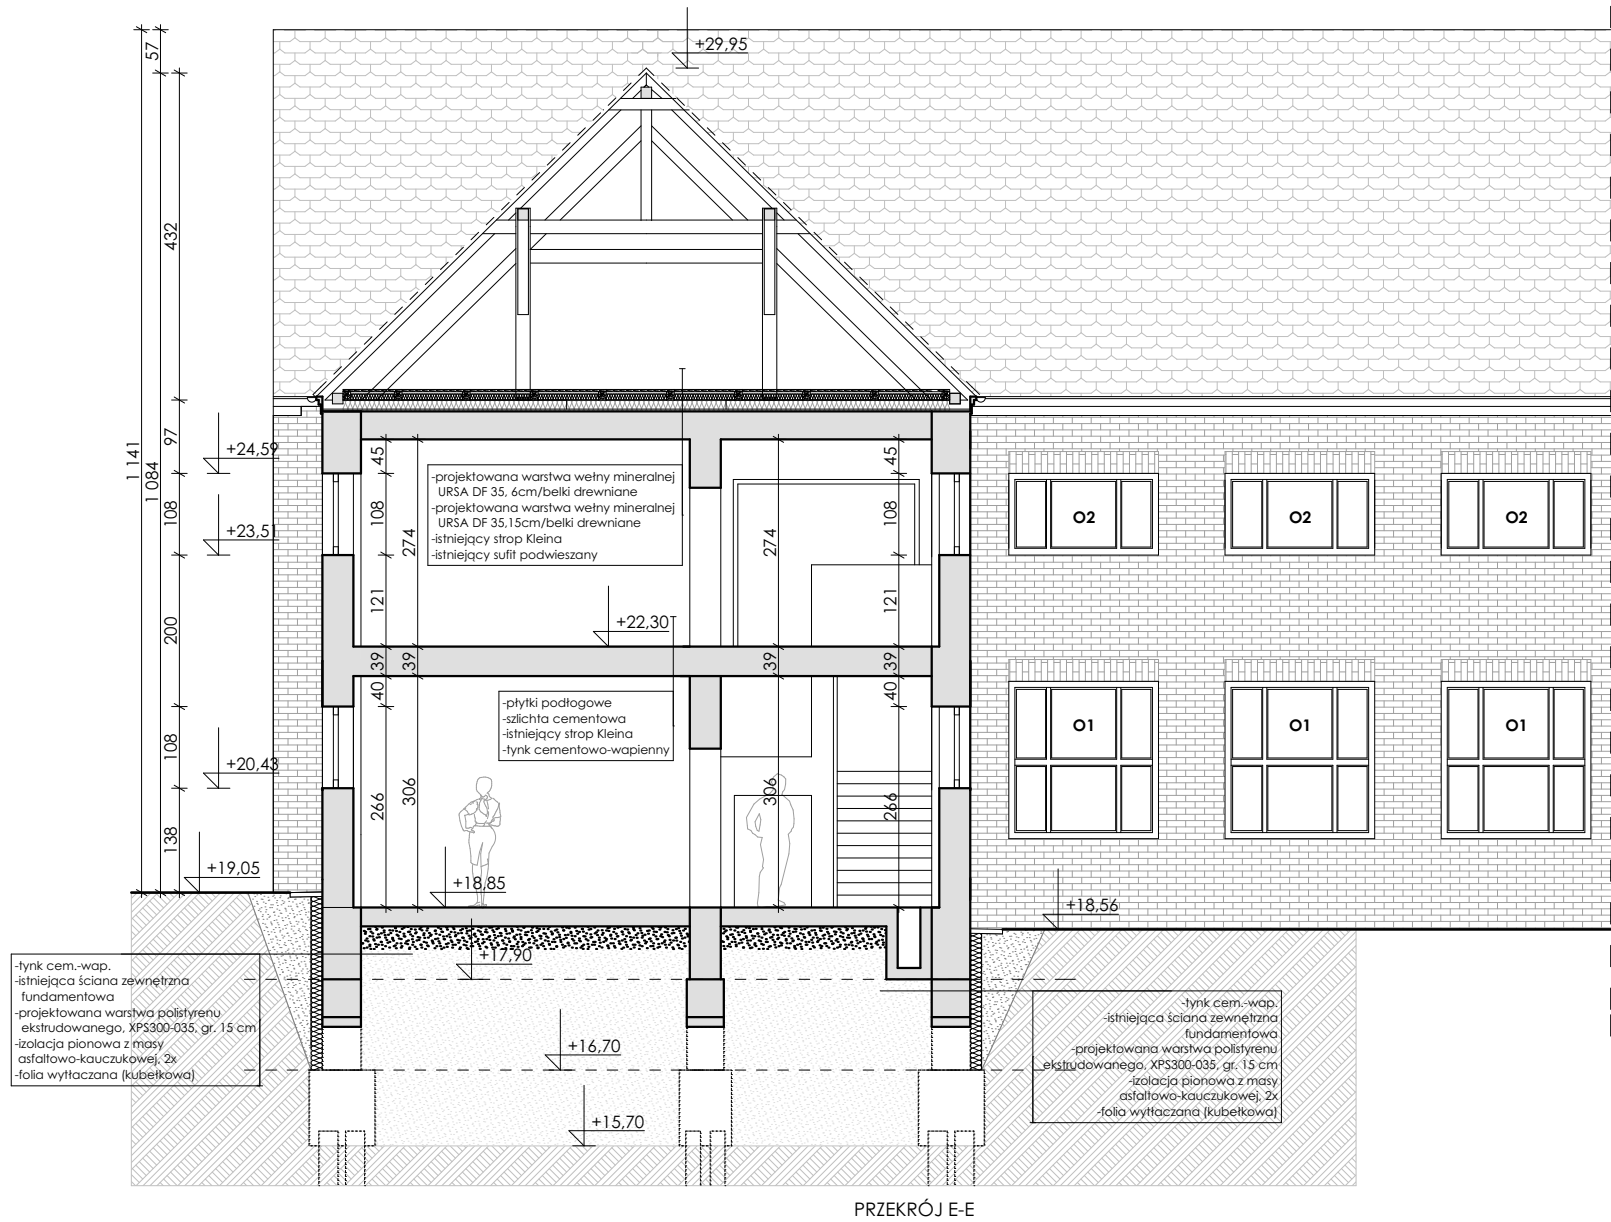 +29,95
57
432
1 141
1 084
97
+24,59
108
+23,51
200
108
+20,43
138
+19,05
45
108
274
121
39
39
40
266
306
-projektowana warstwa wełny mineralnej
URSA DF 35, 6cm/belki drewniane
-projektowana warstwa wełny mineralnej
URSA DF 35,15cm/belki drewniane
-istniejący strop Kleina
-istniejący sufit podwieszany
+22,30
-płytki podłogowe
-szlichta cementowa
-istniejący strop Kleina
-tynk cementowo-wapienny
274
39
306
45
108
121
39
40
266
O2
O2
O2
O1
O1
O1
+18,85
+18,56
+17,90
+16,70
+15,70
-tynk cem.-wap.
-istniejąca ściana zewnętrzna
fundamentowa
-projektowana warstwa polistyrenu
ekstrudowanego, XPS300-035, gr. 15 cm
-izolacja pionowa z masy
asfaltowo-kauczukowej, 2x
-folia wytłaczana (kubełkowa)
-tynk cem.-wap.
-istniejąca ściana zewnętrzna
fundamentowa
-projektowana warstwa polistyrenu
ekstrudowanego, XPS300-035, gr. 15 cm
-izolacja pionowa z masy
asfaltowo-kauczukowej, 2x
-folia wytłaczana (kubełkowa)
PRZEKRÓJ E-E